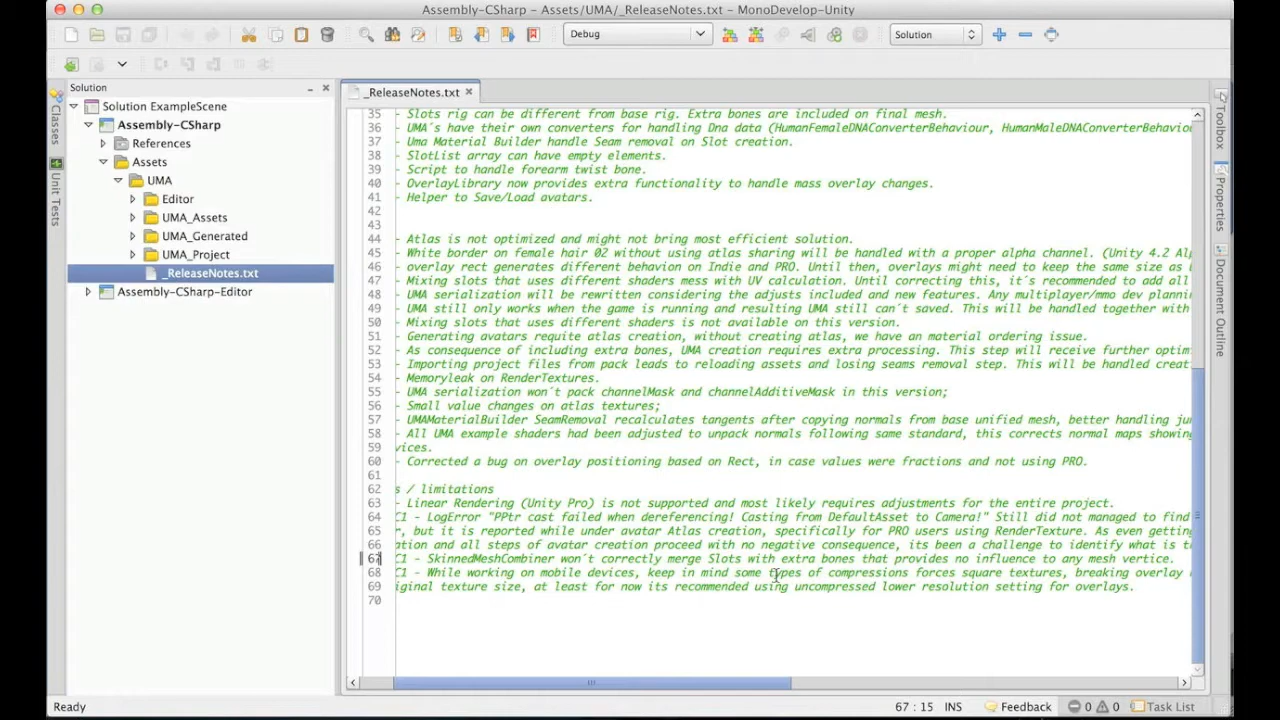 Assembly-CSharp - Assets/UMA/_ReleaseNotes.txt - MonoDevelop-Unity
Debug
Solution
Solution
Classes
Unit Tests
Solution ExampleScene
Assembly-CSharp
References
Assets
UMA
Editor
UMA_Assets
UMA_Generated
UMA_Project
_ReleaseNotes.txt
Assembly-CSharp-Editor
_ReleaseNotes.txt
35 - Slots rig can be different from base rig. Extra bones are included on final mesh.
36 - UMA´s have their own converters for handling Dna data (HumanFemaleDNAConverterBehaviour, HumanMaleDNAConverterBehaviou
37 - Uma Material Builder handle Seam removal on Slot creation.
38 - SlotList array can have empty elements.
39 - Script to handle forearm twist bone.
40 - OverlayLibrary now provides extra functionality to handle mass overlay changes.
41 - Helper to Save/Load avatars.
42
43
44 - Atlas is not optimized and might not bring most efficient solution.
45 - White border on female hair 02 without using atlas sharing will be handled with a proper alpha channel. (Unity 4.2 Alp
46 - overlay rect generates different behavion on Indie and PRO. Until then, overlays might need to keep the same size as
47 - Mixing slots that uses different shaders mess with UV calculation. Until correcting this, it´s recommended to add all
48 - UMA serialization will be rewritten considering the adjusts included and new features. Any multiplayer/mmo dev planni
49 - UMA still only works when the game is running and resulting UMA still can´t saved. This will be handled together with
50 - Mixing slots that uses different shaders is not available on this version.
51 - Generating avatars requite atlas creation, without creating atlas, we have an material ordering issue.
52 - As consequence of including extra bones, UMA creation requires extra processing. This step will receive further optim
53 - Importing project files from pack leads to reloading assets and losing seams removal step. This will be handled creat
54 - Memoryleak on RenderTextures.
55 - UMA serialization won´t pack channelMask and channelAdditiveMask in this version;
56 - Small value changes on atlas textures;
57 - UMAMaterialBuilder SeamRemoval recalculates tangents after copying normals from base unified mesh, better handling ju
58 - All UMA example shaders had been adjusted to unpack normals following same standard, this corrects normal maps showing
59 vices.
60 - Corrected a bug on overlay positioning based on Rect, in case values were fractions and not using PRO.
61
62 s / limitations
63 - Linear Rendering (Unity Pro) is not supported and most likely requires adjustments for the entire project.
64 C1 - LogError "PPtr cast failed when dereferencing! Casting from DefaultAsset to Camera!" Still did not managed to find
65 r, but it is reported while under avatar Atlas creation, specifically for PRO users using RenderTexture. As even getting
66 ation and all steps of avatar creation proceed with no negative consequence, its been a challenge to identify what is
67 C1 - SkinnedMeshCombiner won´t correctly merge Slots with extra bones that provides no influence to any mesh vertice.
68 C1 - While working on mobile devices, keep in mind some types of compressions forces square textures, breaking overlay
69 iginal texture size, at least for now its recommended using uncompressed lower resolution setting for overlays.
70
Toolbox
Properties
Document Outline
Ready
67 : 15 INS
Feedback
0
0
Task List